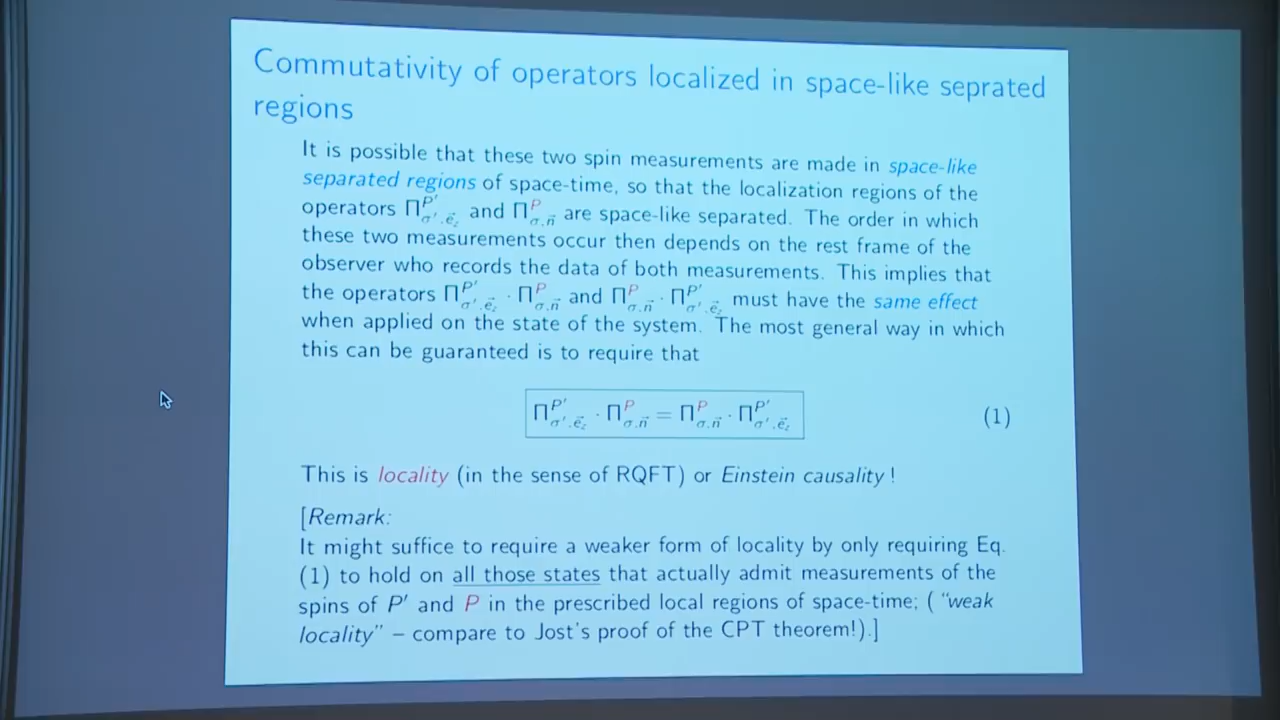 Commutativity of operators localized in space-like seprated
regions
It is possible that these two spin measurements are made in space-like
separated regions of space-time, so that the localization regions of the
operators Π^{P′}_{σ′·e⃗_z} and Π^{P}_{σ·n⃗} are space-like separated. The order in which
these two measurements occur then depends on the rest frame of the
observer who records the data of both measurements. This implies that
the operators Π^{P′}_{σ′·e⃗_z} · Π^{P}_{σ·n⃗} and Π^{P}_{σ·n⃗} · Π^{P′}_{σ′·e⃗_z} must have the same effect
when applied on the state of the system. The most general way in which
this can be guaranteed is to require that
Π^{P′}_{σ′·e⃗_z} · Π^{P}_{σ·n⃗} = Π^{P}_{σ·n⃗} · Π^{P′}_{σ′·e⃗_z} (1)
This is locality (in the sense of RQFT) or Einstein causality !
[Remark:
It might suffice to require a weaker form of locality by only requiring Eq.
(1) to hold on all those states that actually admit measurements of the
spins of P′ and P in the prescribed local regions of space-time; ( “weak
locality” – compare to Jost's proof of the CPT theorem!).]